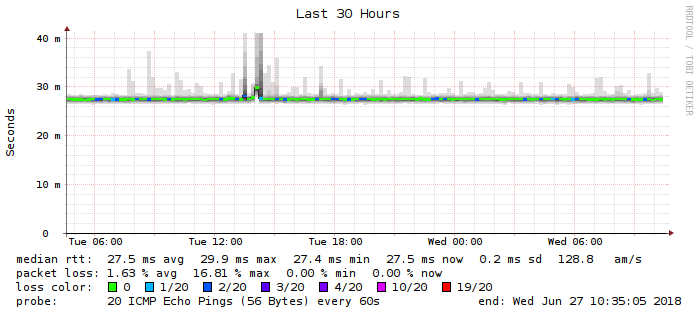 Last 30 Hours
RRDTOOL / TOBI OETIKER
Seconds
40 m
30 m
20 m
10 m
0
Tue 06:00 Tue 12:00 Tue 18:00 Wed 00:00 Wed 06:00
median rtt: 27.5 ms avg 29.9 ms max 27.4 ms min 27.5 ms now 0.2 ms sd 128.8 am/s
packet loss: 1.63 % avg 16.81 % max 0.00 % min 0.00 % now
loss color: 0 1/20 2/20 3/20 4/20 10/20 19/20
probe: 20 ICMP Echo Pings (56 Bytes) every 60s end: Wed Jun 27 10:35:05 2018